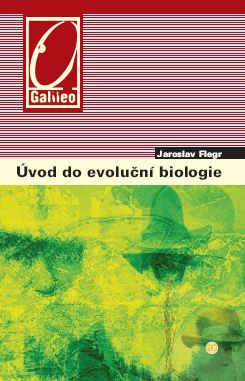 Galileo
Jaroslav Flegr
Úvod do evoluční biologie